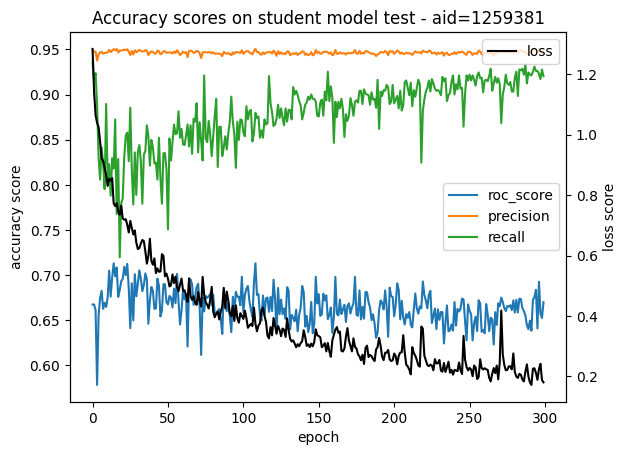 Accuracy scores on student model test - aid=1259381
accuracy score
0.95
0.90
0.85
0.80
0.75
0.70
0.65
0.60
loss
roc_score
precision
recall
1.2
1.0
0.8
0.6
0.4
0.2
loss score
0
50
100
150
200
250
300
epoch